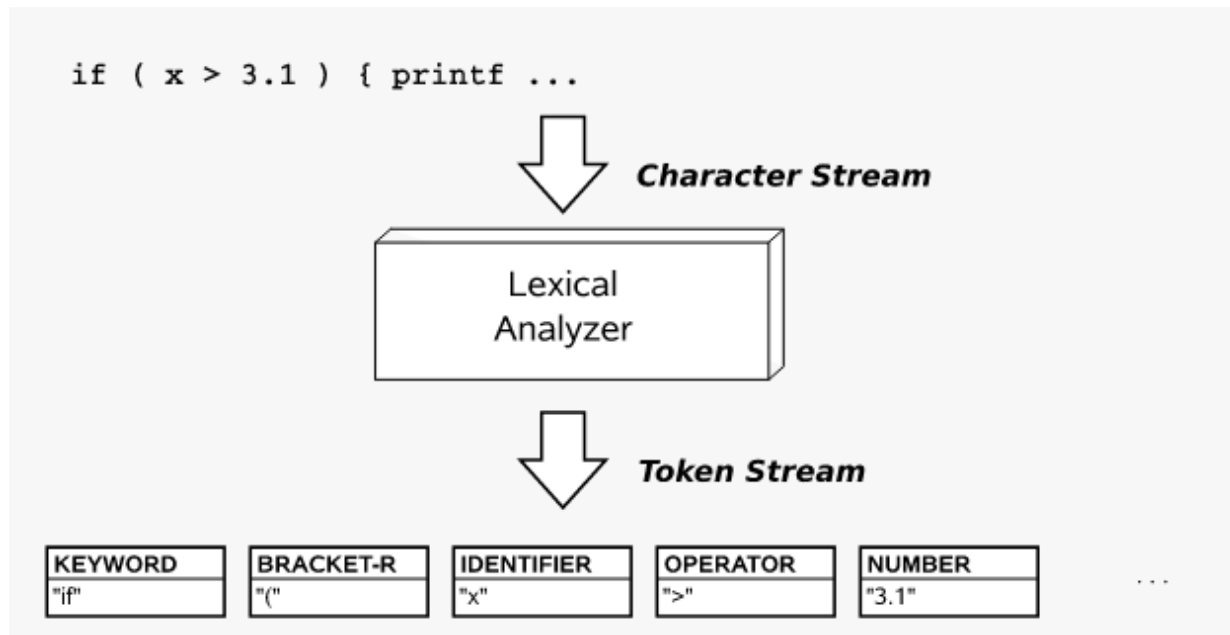 if ( x > 3.1 ) { printf ...
Character Stream
Lexical
Analyzer
Token Stream
KEYWORD BRACKET-R IDENTIFIER OPERATOR NUMBER
"if" "(" "x" ">" "3.1" ...